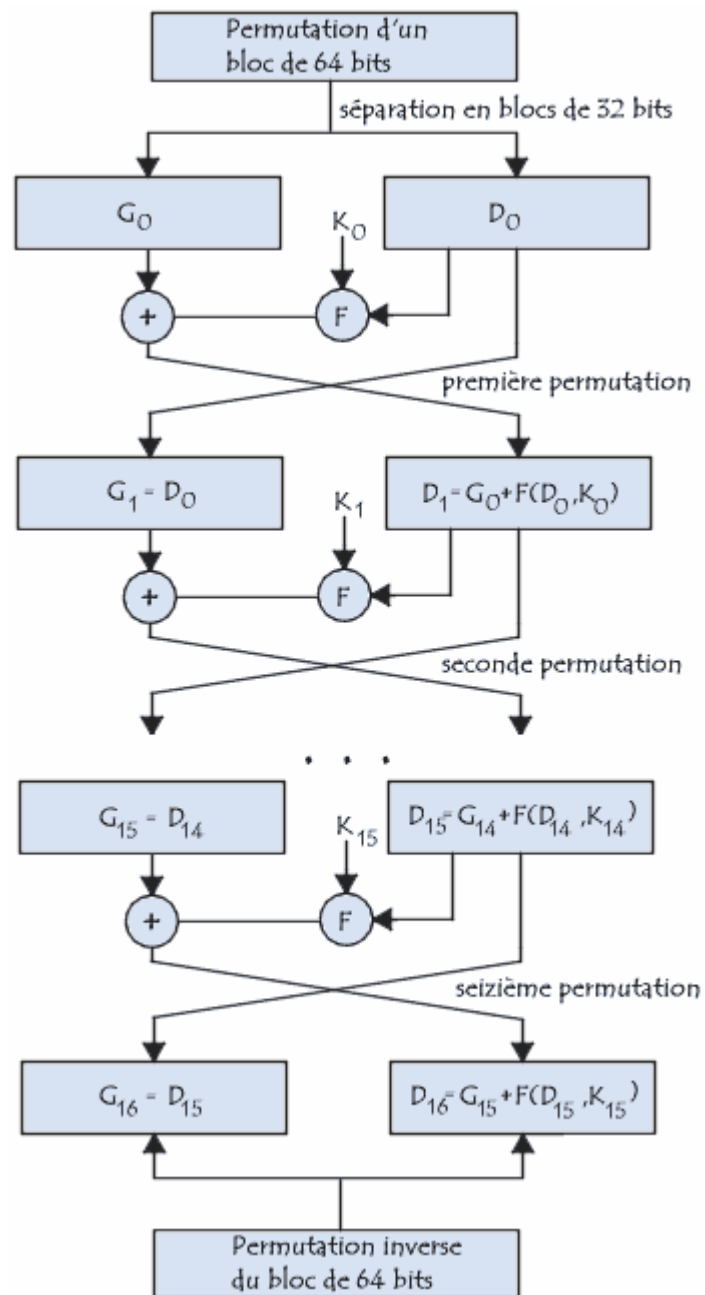 Permutation d'un
bloc de 64 bits
séparation en blocs de 32 bits
G0
D0
K0
+
F
première permutation
G1 = D0
D1 = G0+F(D0,K0)
K1
+
F
seconde permutation
. . .
G15 = D14
D15= G14+F(D14,K14)
K15
+
F
seizième permutation
G16 = D15
D16= G15+F(D15,K15)
Permutation inverse
du bloc de 64 bits